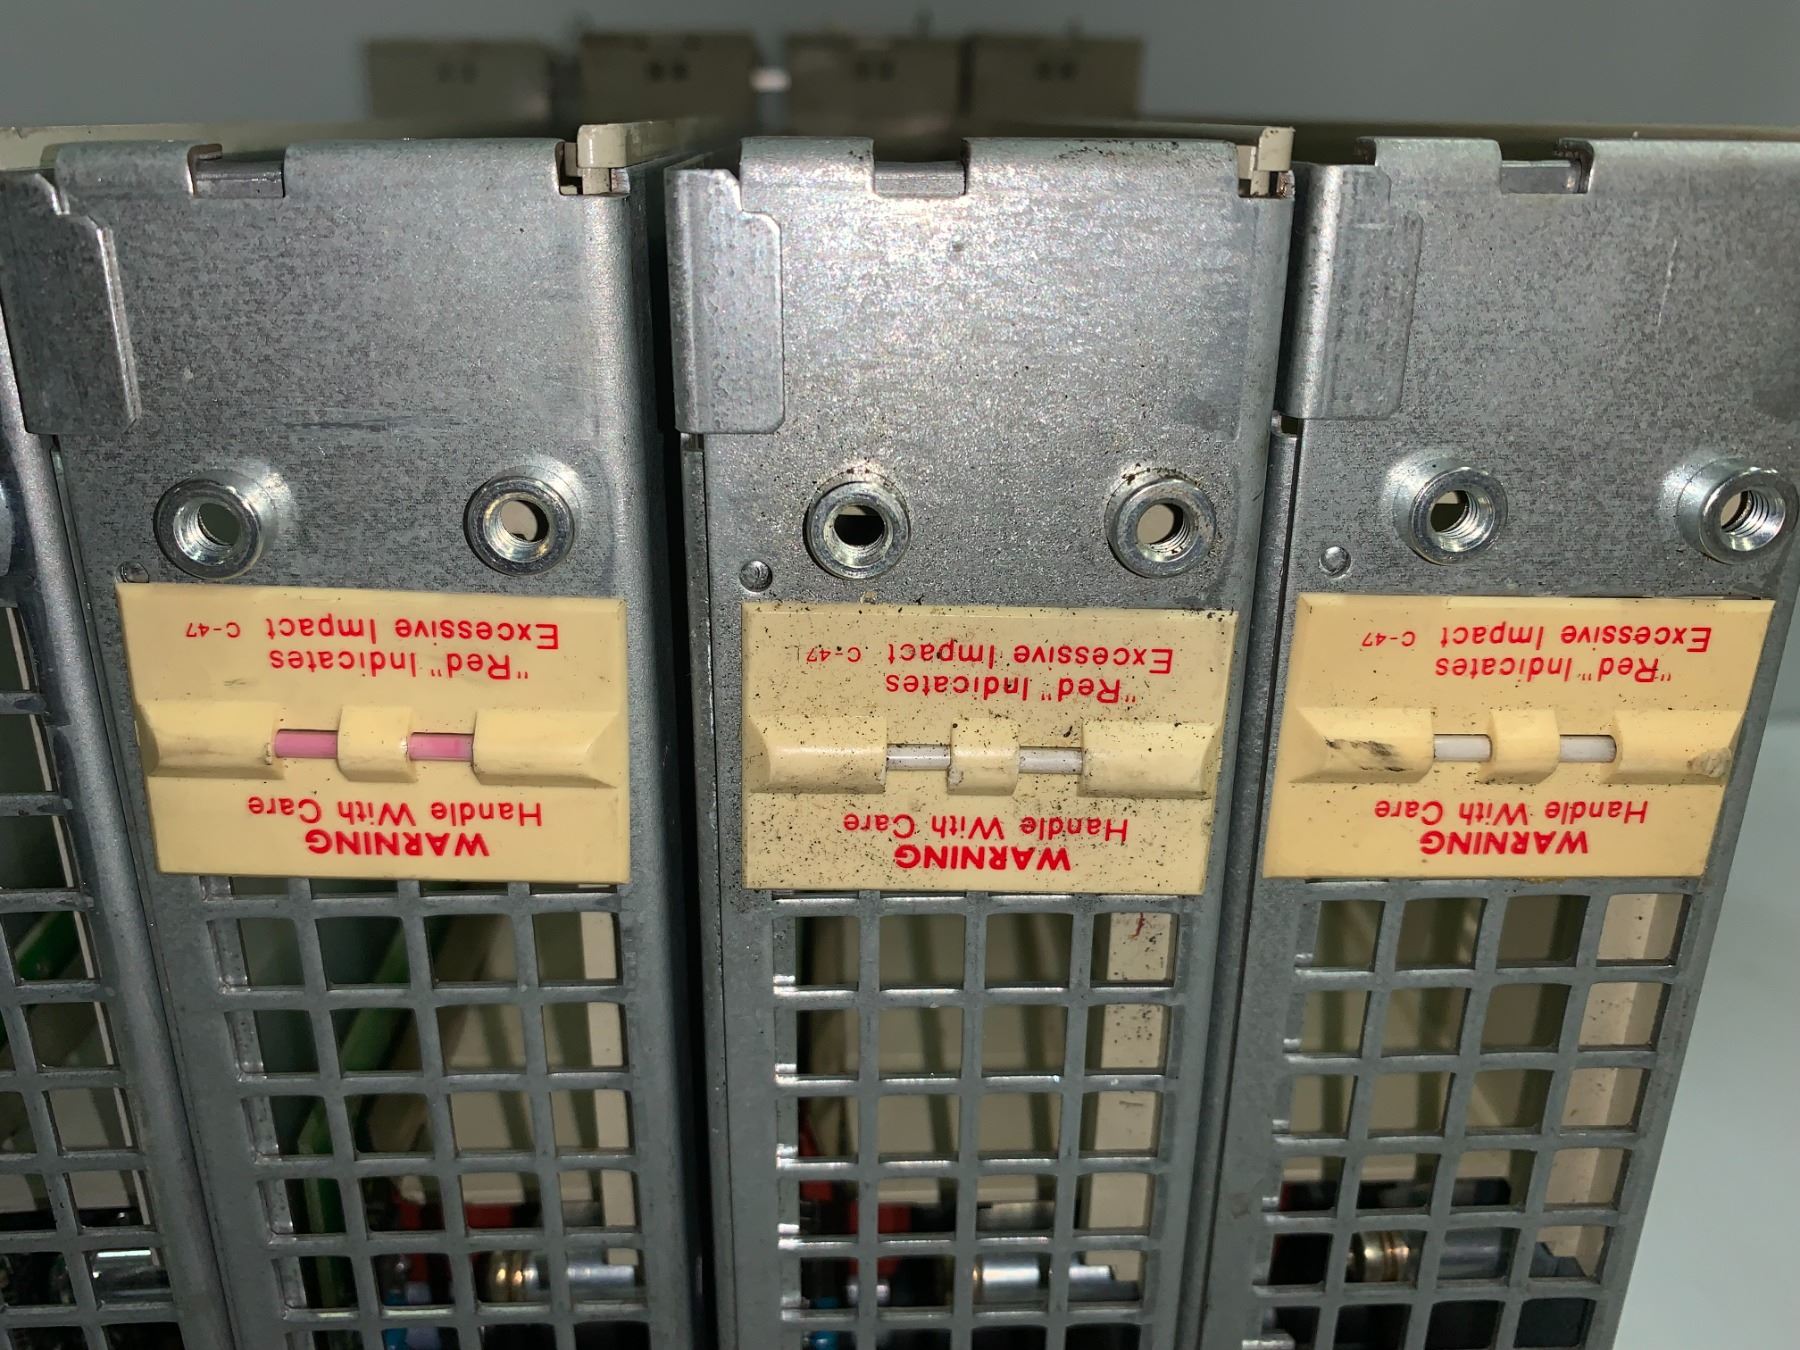 WARNING
Handle With Care
"Red" Indicates
Excessive Impact C-47
WARNING
Handle With Care
"Red" Indicates
Excessive Impact C-47
WARNING
Handle With Care
"Red" Indicates
Excessive Impact C-47